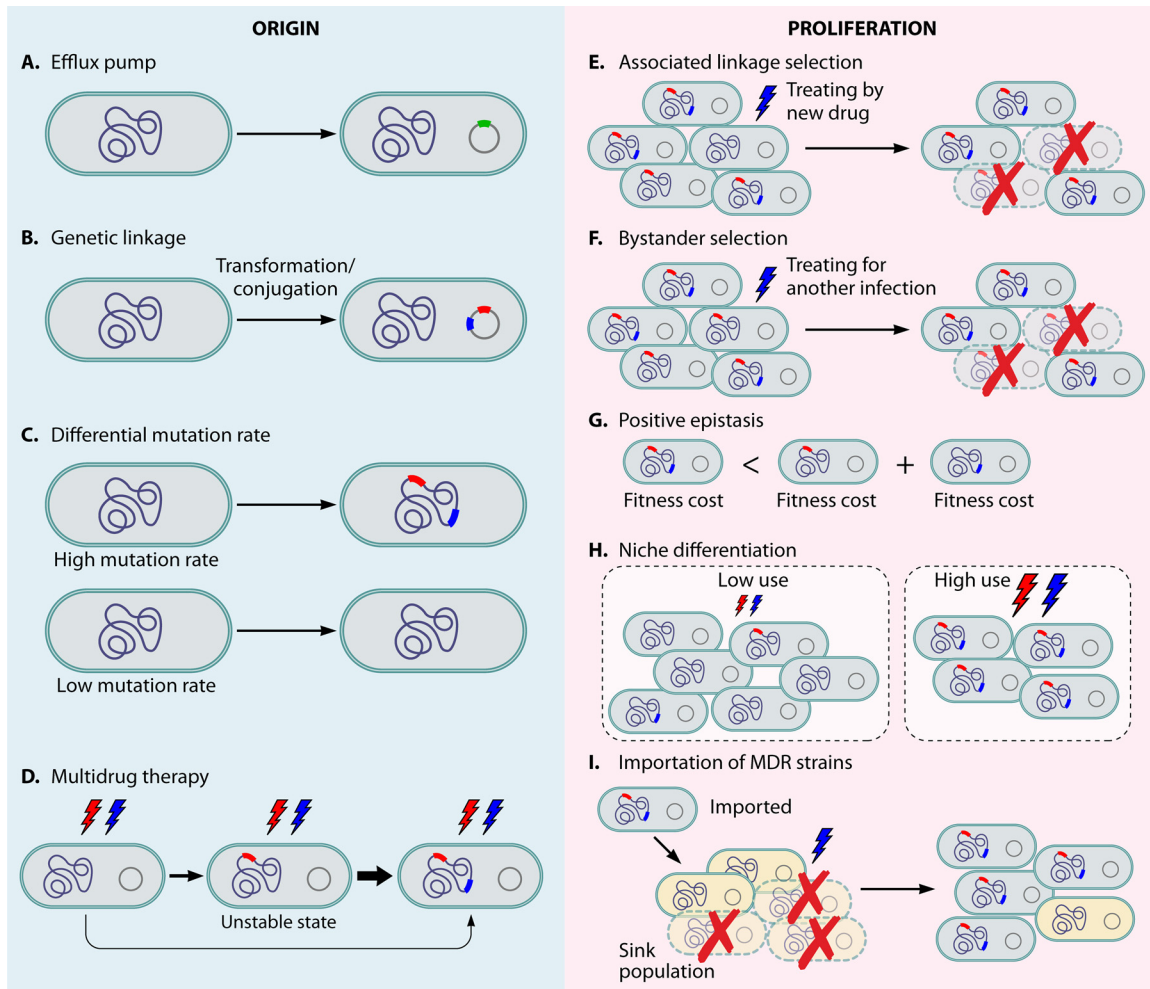 ORIGIN
A. Efflux pump
B. Genetic linkage
Transformation/
conjugation
C. Differential mutation rate
High mutation rate
Low mutation rate
D. Multidrug therapy
Unstable state
PROLIFERATION
E. Associated linkage selection
Treating by
new drug
F. Bystander selection
Treating for
another infection
G. Positive epistasis
< +
Fitness cost Fitness cost Fitness cost
H. Niche differentiation
Low use
High use
I. Importation of MDR strains
Imported
Sink
population